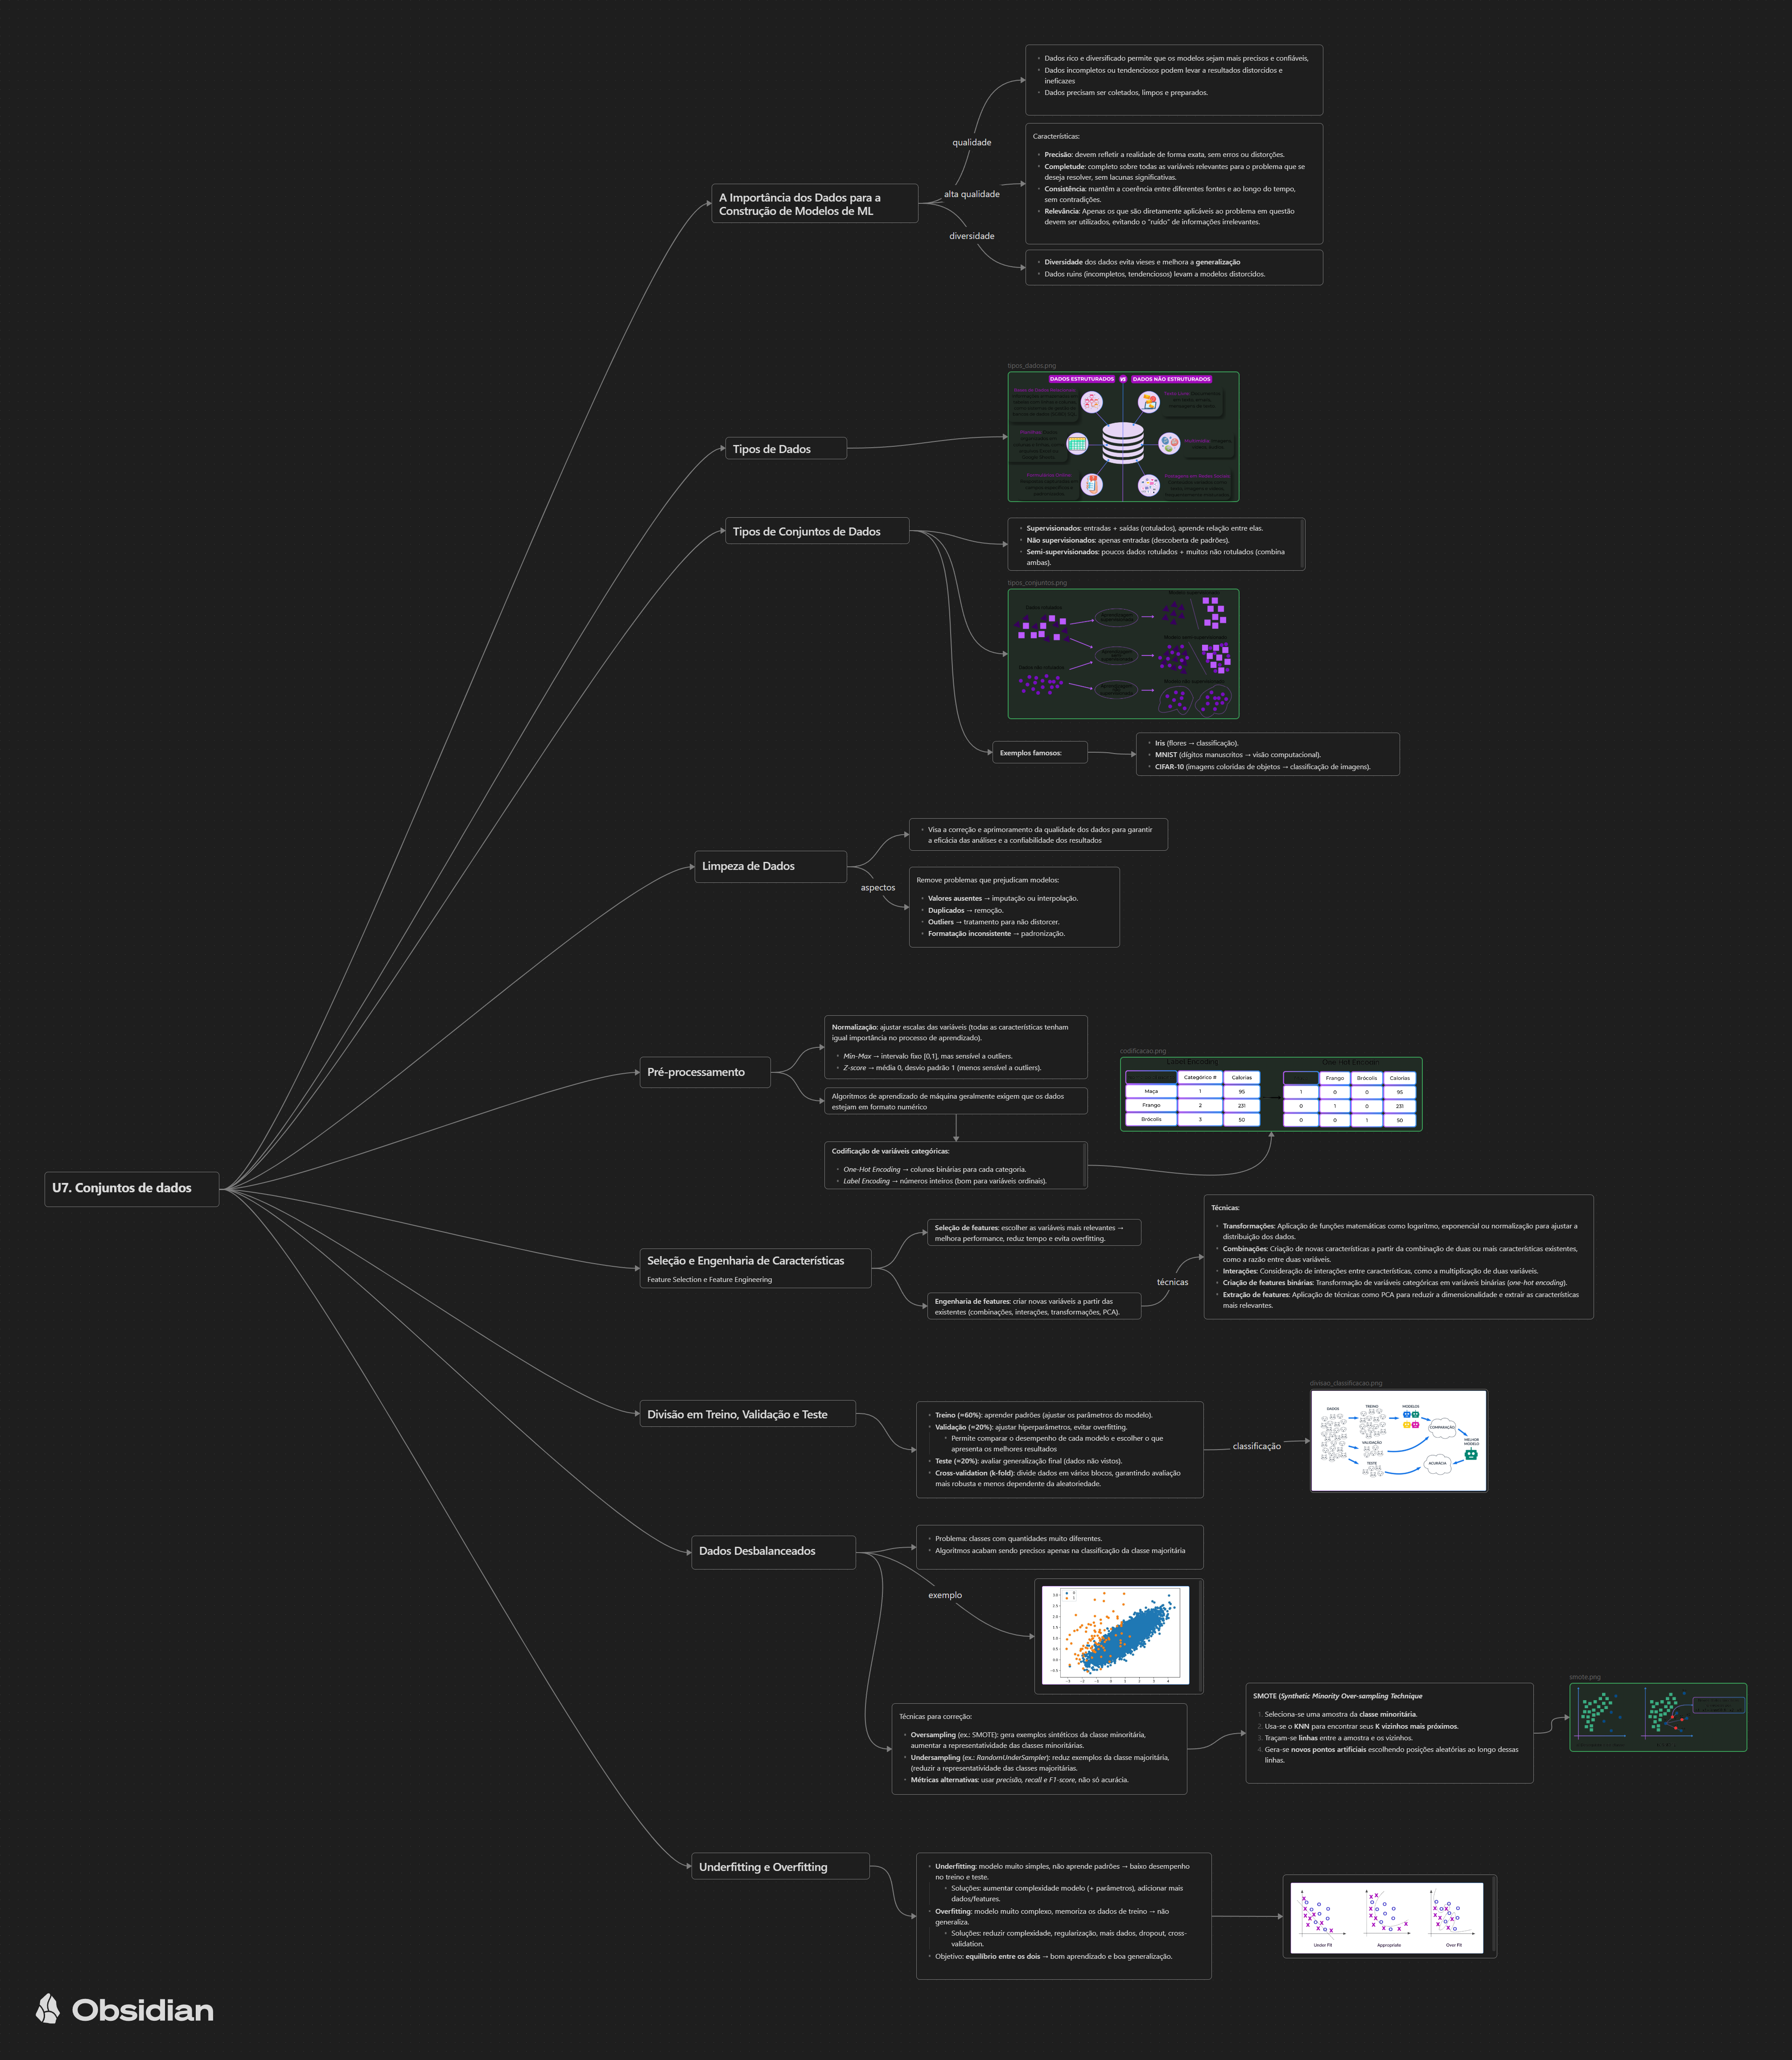 Dados rico e diversificado permite que os modelos sejam mais precisos e confiáveis,
Dados incompletos ou tendenciosos podem levar a resultados distorcidos e
ineficazes
Dados precisam ser coletados, limpos e preparados.
qualidade
Características:
Precisão: devem refletir a realidade de forma exata, sem erros ou distorções.
Completude: completo sobre todas as variáveis relevantes para o problema que se
deseja resolver, sem lacunas significativas.
Consistência: mantêm a coerência entre diferentes fontes e ao longo do tempo,
sem contradições.
Relevância: Apenas os que são diretamente aplicáveis ao problema em questão
devem ser utilizados, evitando o "ruído" de informações irrelevantes.
A Importância dos Dados para a
Construção de Modelos de ML
alta qualidade
diversidade
Diversidade dos dados evita vieses e melhora a generalização
Dados ruins (incompletos, tendenciosos) levam a modelos distorcidos.
tipos_dados.png
DADOS ESTRUTURADOS VS DADOS NÃO ESTRUTURADOS
Tipos de Dados
Tipos de Conjuntos de Dados
Supervisionados: entradas + saídas (rotulados), aprende relação entre elas.
Não supervisionados: apenas entradas (descoberta de padrões).
Semi-supervisionados: poucos dados rotulados + muitos não rotulados (combina
ambas).
tipos_conjuntos.png
Exemplos famosos:
Iris (flores → classificação).
MNIST (dígitos manuscritos → visão computacional).
CIFAR-10 (imagens coloridas de objetos → classificação de imagens).
Limpeza de Dados
Visa a correção e aprimoramento da qualidade dos dados para garantir
a eficácia das análises e a confiabilidade dos resultados
aspectos
Remove problemas que prejudicam modelos:
Valores ausentes → imputação ou interpolação.
Duplicados → remoção.
Outliers → tratamento para não distorcer.
Formatação inconsistente → padronização.
Pré-processamento
Normalização: ajustar escalas das variáveis (todas as características tenham
igual importância no processo de aprendizado).
Min-Max → intervalo fixo [0,1], mas sensível a outliers.
Z-score → média 0, desvio padrão 1 (menos sensível a outliers).
Algoritmos de aprendizado de máquina geralmente exigem que os dados
estejam em formato numérico
Codificação de variáveis categóricas:
One-Hot Encoding → colunas binárias para cada categoria.
Label Encoding → números inteiros (bom para variáveis ordinais).
codificacao.png
Categórico # Calorias
Maça 1 95
Frango 2 231
Brócolis 3 50
Frango Brócolis Calorias
1 0 0 95
0 1 0 231
0 0 1 50
U7. Conjuntos de dados
Seleção e Engenharia de Características
Feature Selection e Feature Engineering
Seleção de features: escolher as variáveis mais relevantes →
melhora performance, reduz tempo e evita overfitting.
Engenharia de features: criar novas variáveis a partir das
existentes (combinações, interações, transformações, PCA).
técnicas
Técnicas:
Transformações: Aplicação de funções matemáticas como logaritmo, exponencial ou normalização para ajustar a
distribuição dos dados.
Combinações: Criação de novas características a partir da combinação de duas ou mais características existentes,
como a razão entre duas variáveis.
Interações: Consideração de interações entre características, como a multiplicação de duas variáveis.
Criação de features binárias: Transformação de variáveis categóricas em variáveis binárias (one-hot encoding).
Extração de features: Aplicação de técnicas como PCA para reduzir a dimensionalidade e extrair as características
mais relevantes.
Divisão em Treino, Validação e Teste
Treino (≈60%): aprender padrões (ajustar os parâmetros do modelo).
Validação (≈20%): ajustar hiperparâmetros, evitar overfitting.
Permite comparar o desempenho de cada modelo e escolher o que
apresenta os melhores resultados
Teste (≈20%): avaliar generalização final (dados não vistos).
Cross-validation (k-fold): divide dados em vários blocos, garantindo avaliação
mais robusta e menos dependente da aleatoriedade.
classificação
divisao_classificacao.png
DADOS
TREINO
MODELOS
COMPARAÇÃO
VALIDAÇÃO
MELHOR
MODELO
TESTE
ACURÁCIA
Dados Desbalanceados
Problema: classes com quantidades muito diferentes.
Algoritmos acabam sendo precisos apenas na classificação da classe majoritária
exemplo
Técnicas para correção:
Oversampling (ex.: SMOTE): gera exemplos sintéticos da classe minoritária,
aumentar a representatividade das classes minoritárias.
Undersampling (ex.: RandomUnderSampler): reduz exemplos da classe majoritária,
(reduzir a representatividade das classes majoritárias.
Métricas alternativas: usar precisão, recall e F1-score, não só acurácia.
SMOTE (Synthetic Minority Over-sampling Technique
1. Seleciona-se uma amostra da classe minoritária.
2. Usa-se o KNN para encontrar seus K vizinhos mais próximos.
3. Traçam-se linhas entre a amostra e os vizinhos.
4. Gera-se novos pontos artificiais escolhendo posições aleatórias ao longo dessas
linhas.
smote.png
Underfitting e Overfitting
Underfitting: modelo muito simples, não aprende padrões → baixo desempenho
no treino e teste.
Soluções: aumentar complexidade modelo (+ parâmetros), adicionar mais
dados/features.
Overfitting: modelo muito complexo, memoriza os dados de treino → não
generaliza.
Soluções: reduzir complexidade, regularização, mais dados, dropout, cross-
validation.
Objetivo: equilíbrio entre os dois → bom aprendizado e boa generalização.
Under Fit
Appropriate
Over Fit
Obsidian